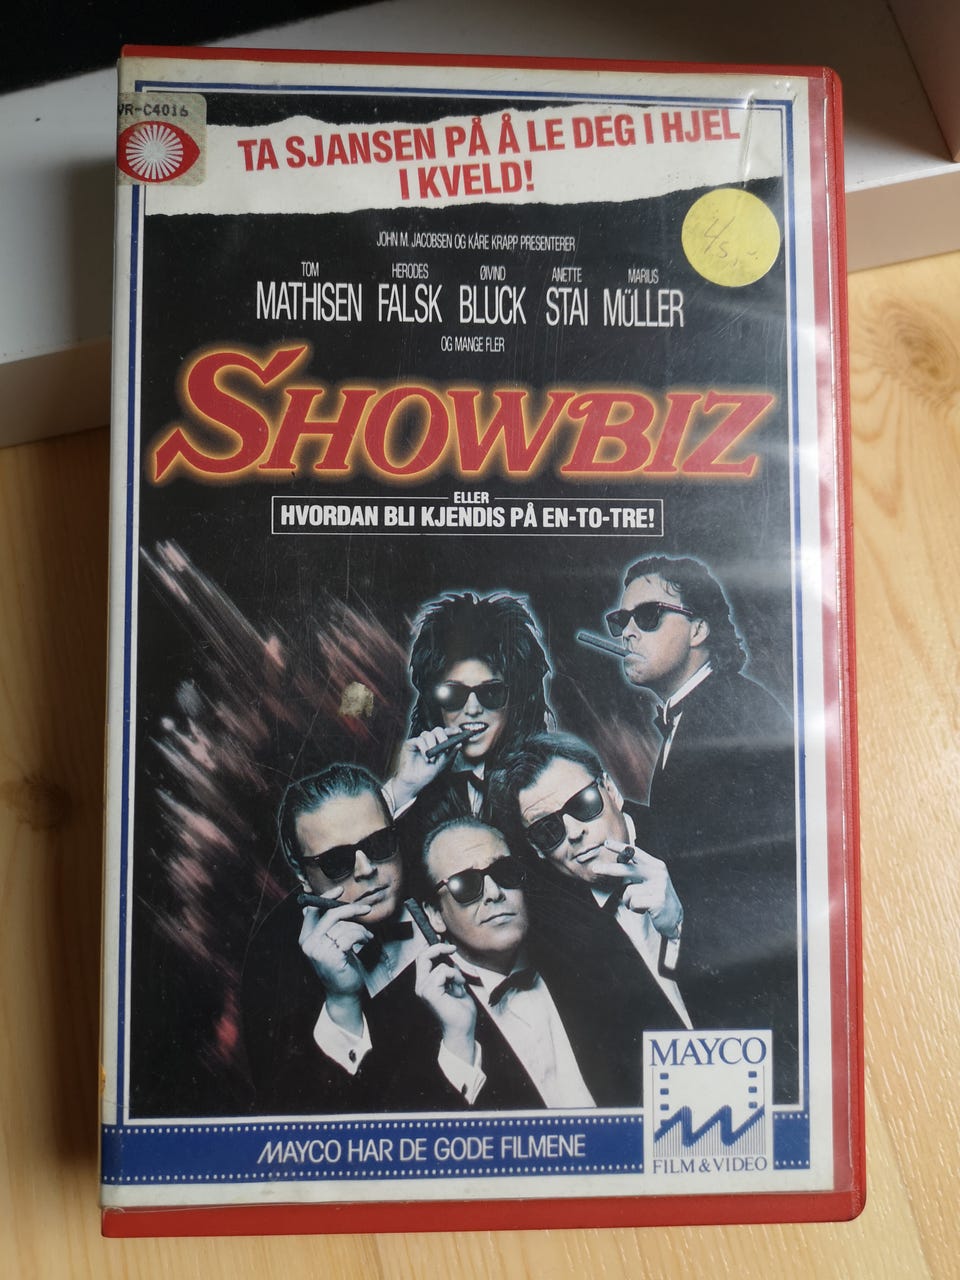 VR-C4016
TA SJANSEN PÅ Å LE DEG I HJEL
I KVELD!
45,-
JOHN M. JACOBSEN OG KÅRE KRAPP PRESENTERER
TOM MATHISEN
HERODES FALSK
ØIVIND BLUCK
ANETTE STAI
MARIUS MÜLLER
OG MANGE FLER
SHOWBIZ
ELLER
HVORDAN BLI KJENDIS PÅ EN-TO-TRE!
MAYCO
FILM & VIDEO
MAYCO HAR DE GODE FILMENE